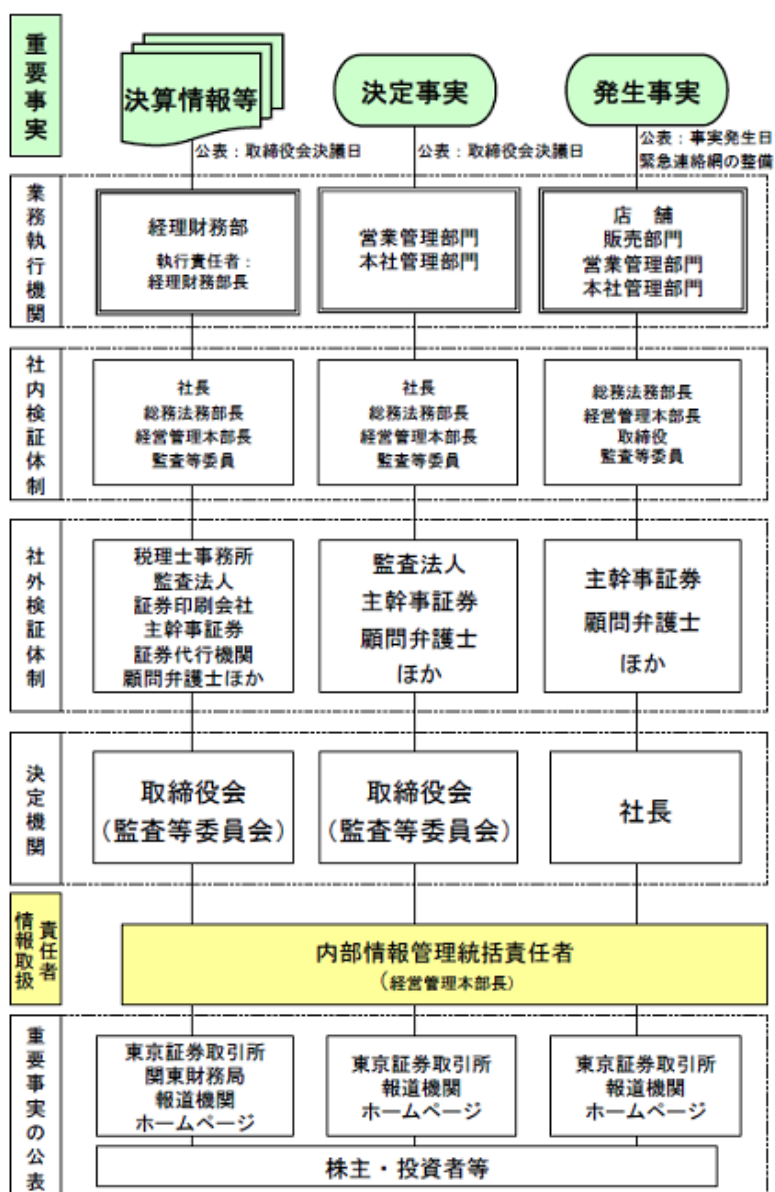 重要事実
決算情報等
決定事実
発生事実
公表：取締役会決議日
公表：取締役会決議日
公表：事実発生日
緊急連絡網の整備
業務執行機関
経理財務部
執行責任者：
経理財務部長
営業管理部門
本社管理部門
店　舗
販売部門
営業管理部門
本社管理部門
社内検証体制
社長
総務法務部長
経営管理本部長
監査等委員
社長
総務法務部長
経営管理本部長
監査等委員
総務法務部長
経営管理本部長
取締役
監査等委員
社外検証体制
税理士事務所
監査法人
証券印刷会社
主幹事証券
証券代行機関
顧問弁護士ほか
監査法人
主幹事証券
顧問弁護士
ほか
主幹事証券
顧問弁護士
ほか
決定機関
取締役会
（監査等委員会）
取締役会
（監査等委員会）
社長
情報取扱
責任者
内部情報管理統括責任者
（経営管理本部長）
重要事実の公表
東京証券取引所
関東財務局
報道機関
ホームページ
東京証券取引所
報道機関
ホームページ
東京証券取引所
報道機関
ホームページ
株主・投資者等